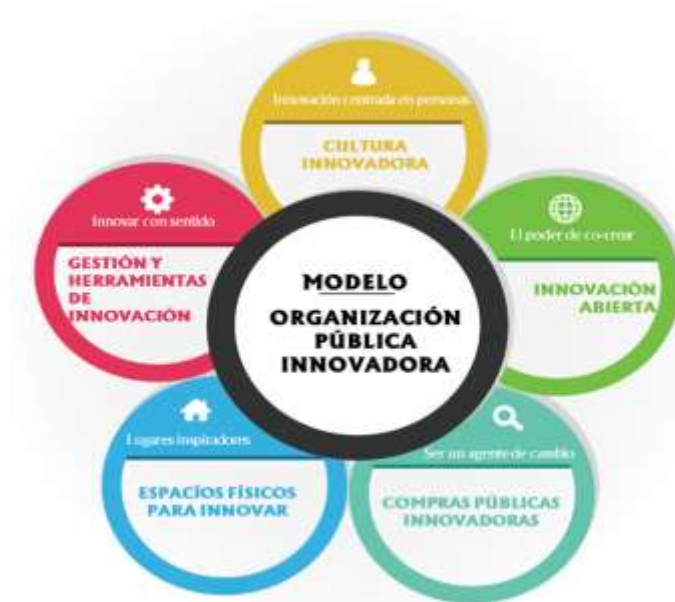 Innovación centrada en personas
CULTURA
INNOVADORA
Innovar con sentido
GESTIÓN Y
HERRAMIENTAS
DE
INNOVACIÓN
El poder de co-crear
INNOVACIÓN
ABIERTA
MODELO
ORGANIZACIÓN
PÚBLICA
INNOVADORA
Lugares inspiradores
ESPACÍOS FÍSICOS
PARA INNOVAR
Ser un agente de cambio
COMPRAS PÚBLICAS
INNOVADORAS